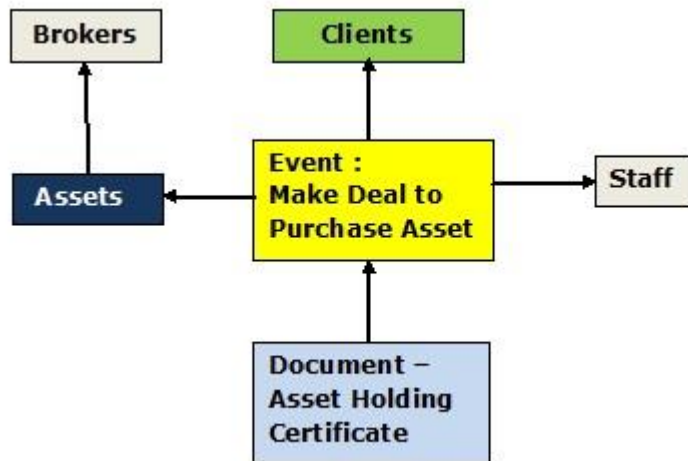 Brokers
Clients
Event :
Make Deal to
Purchase Asset
Staff
Assets
Document –
Asset Holding
Certificate